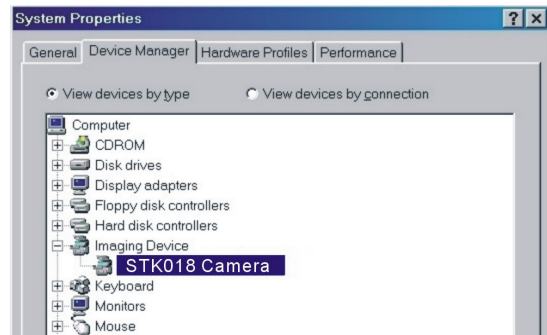 System Properties
? ×
General Device Manager Hardware Profiles Performance
View devices by type View devices by connection
Computer
CDROM
Disk drives
Display adapters
Floppy disk controllers
Hard disk controllers
Imaging Device
STK018 Camera
Keyboard
Monitors
Mouse